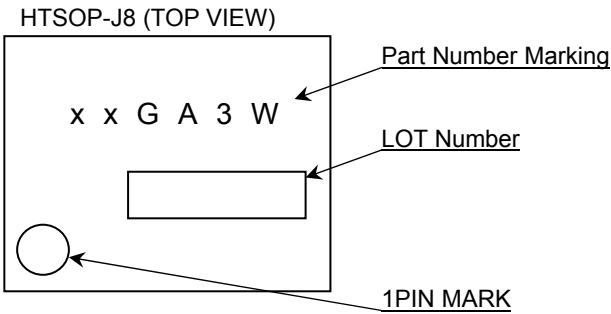 HTSOP-J8 (TOP VIEW)
Part Number Marking
x x G A 3 W
LOT Number
1PIN MARK